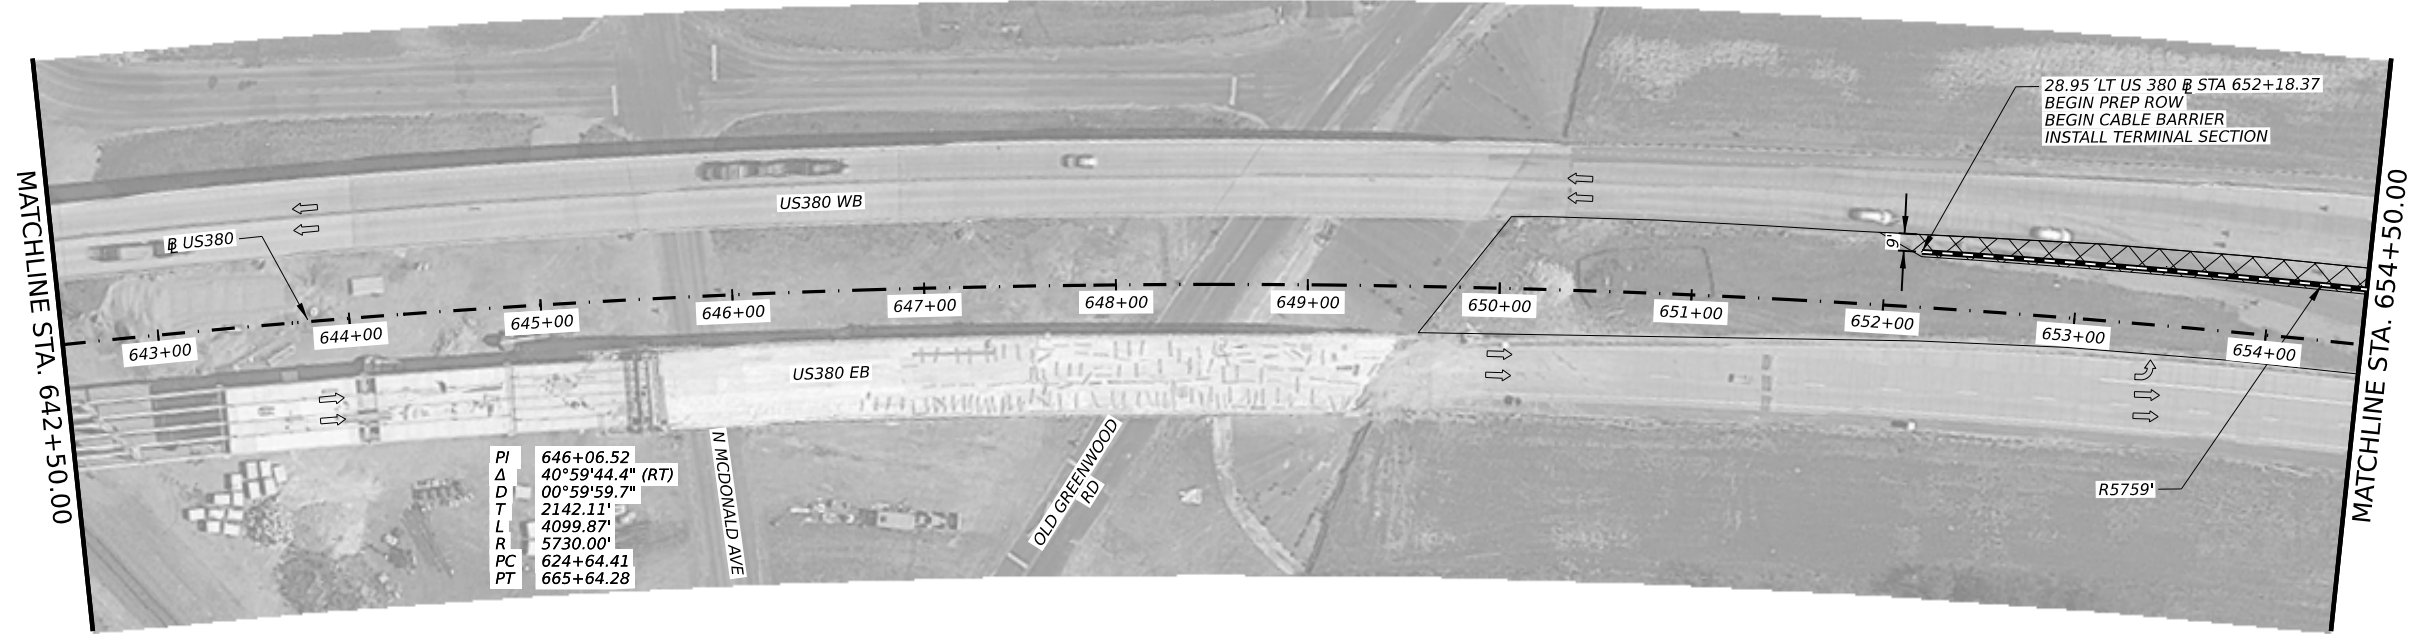 28.95´LT US 380 ⅊ STA 652+18.37
BEGIN PREP ROW
BEGIN CABLE BARRIER
INSTALL TERMINAL SECTION
MATCHLINE STA. 642+50.00
MATCHLINE STA. 654+50.00
US380 WB
⅊ US380
9'
643+00
644+00
645+00
646+00
647+00
648+00
649+00
650+00
651+00
652+00
653+00
654+00
US380 EB
PI 646+06.52
Δ 40°59'44.4" (RT)
D 00°59'59.7"
T 2142.11'
L 4099.87'
R 5730.00'
PC 624+64.41
PT 665+64.28
N MCDONALD AVE
OLD GREENWOOD
RD
R5759'